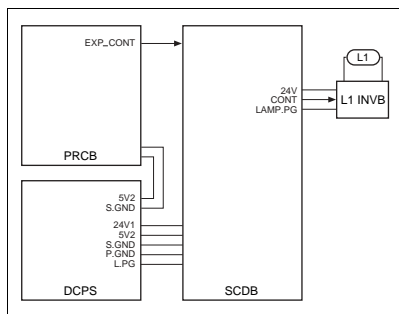 EXP_CONT
L1
24V
CONT
LAMP.PG
L1 INVB
PRCB
5V2
S.GND
24V1
5V2
S.GND
P.GND
L.PG
DCPS
SCDB